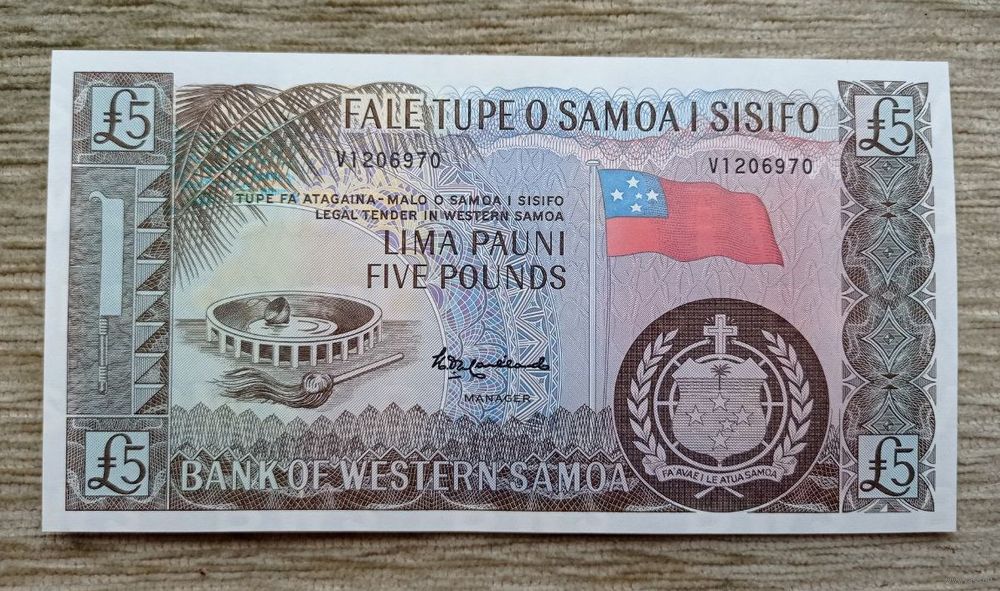 £5
£5
FALE TUPE O SAMOA I SISIFO
V1206970
V1206970
TUPE FA ATAGAINA - MALO O SAMOA I SISIFO
LEGAL TENDER IN WESTERN SAMOA
LIMA PAUNI
FIVE POUNDS
MANAGER
FA'AVAE I LE ATUA SAMOA
£5
£5
BANK OF WESTERN SAMOA